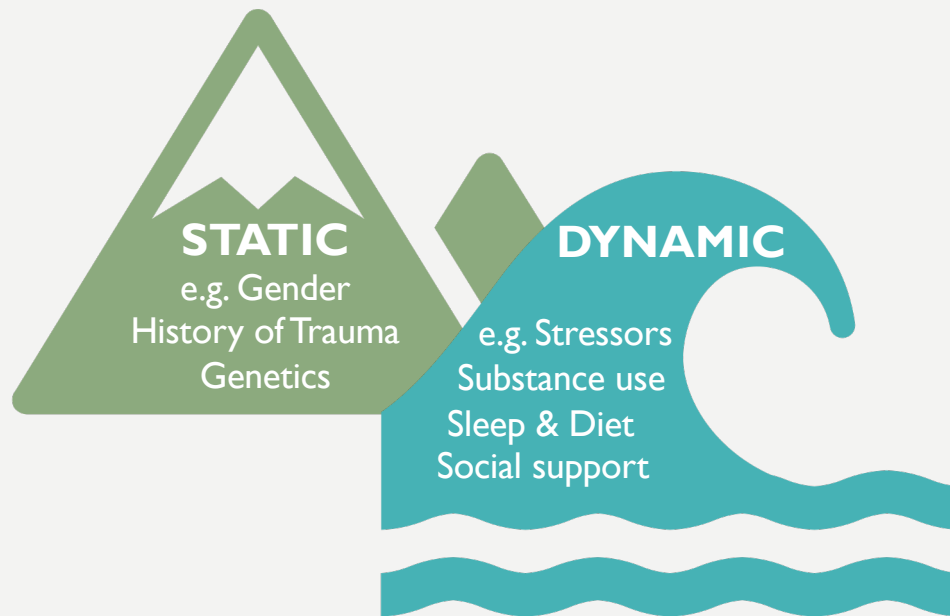 STATIC
e.g. Gender
History of Trauma
Genetics
DYNAMIC
e.g. Stressors
Substance use
Sleep & Diet
Social support